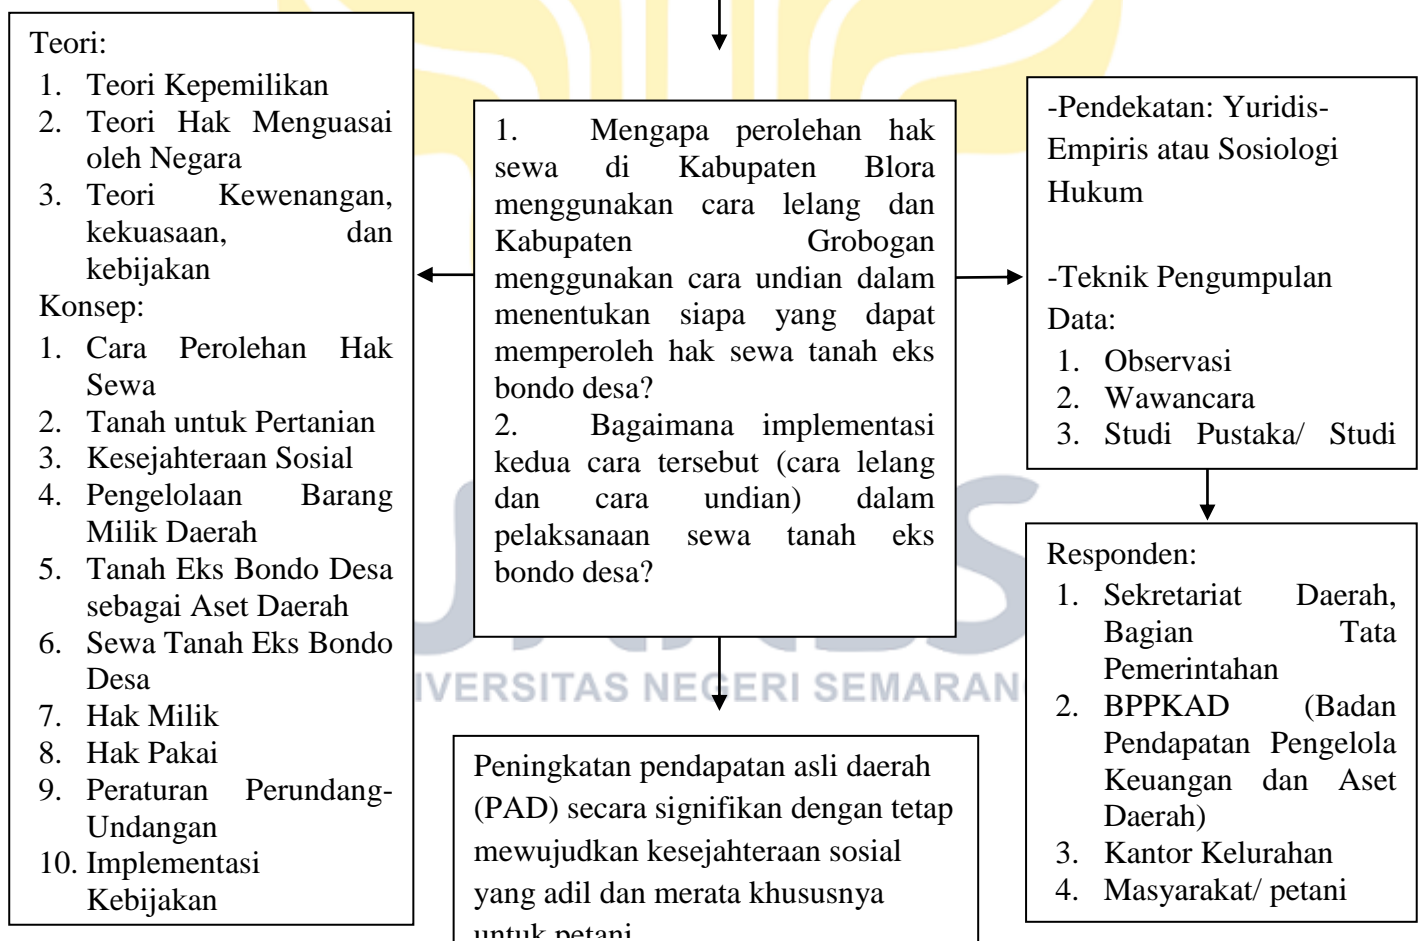 Teori:
1. Teori Kepemilikan
2. Teori Hak Menguasai
oleh Negara
3. Teori Kewenangan,
kekuasaan, dan
kebijakan
Konsep:
1. Cara Perolehan Hak
Sewa
2. Tanah untuk Pertanian
3. Kesejahteraan Sosial
4. Pengelolaan Barang
Milik Daerah
5. Tanah Eks Bondo Desa
sebagai Aset Daerah
6. Sewa Tanah Eks Bondo
Desa
7. Hak Milik
8. Hak Pakai
9. Peraturan Perundang-
Undangan
10. Implementasi
Kebijakan
1. Mengapa perolehan hak
sewa di Kabupaten Blora
menggunakan cara lelang dan
Kabupaten Grobogan
menggunakan cara undian dalam
menentukan siapa yang dapat
memperoleh hak sewa tanah eks
bondo desa?
2. Bagaimana implementasi
kedua cara tersebut (cara lelang
dan cara undian) dalam
pelaksanaan sewa tanah eks
bondo desa?
-Pendekatan: Yuridis-
Empiris atau Sosiologi
Hukum
-Teknik Pengumpulan
Data:
1. Observasi
2. Wawancara
3. Studi Pustaka/ Studi
Responden:
1. Sekretariat Daerah,
Bagian Tata
Pemerintahan
2. BPPKAD (Badan
Pendapatan Pengelola
Keuangan dan Aset
Daerah)
3. Kantor Kelurahan
4. Masyarakat/ petani
Peningkatan pendapatan asli daerah
(PAD) secara signifikan dengan tetap
mewujudkan kesejahteraan sosial
yang adil dan merata khususnya
untuk petani
IVERSITAS NEGERI SEMARAN